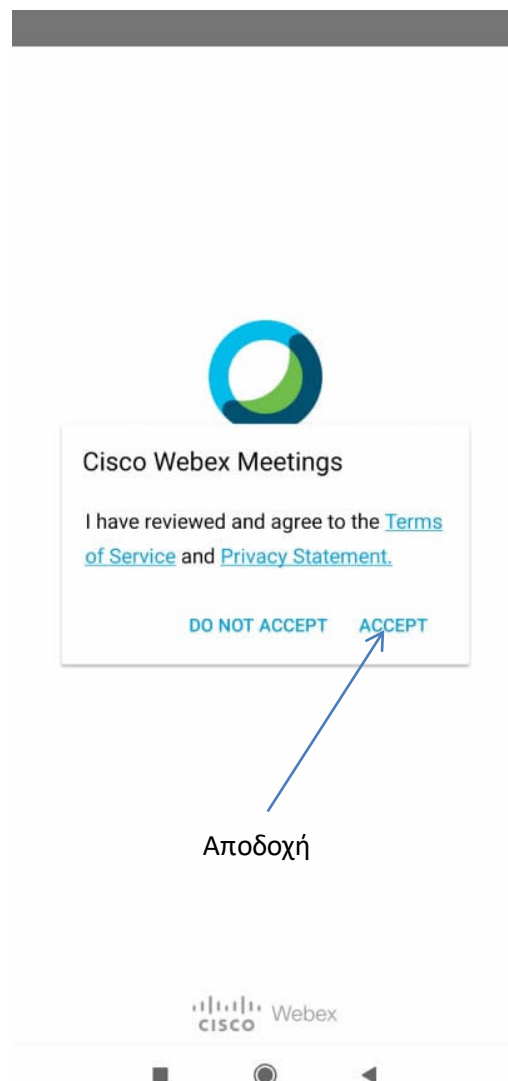 Cisco Webex Meetings
I have reviewed and agree to the Terms
of Service and Privacy Statement.
DO NOT ACCEPT ACCEPT
Αποδοχή
CISCO Webex